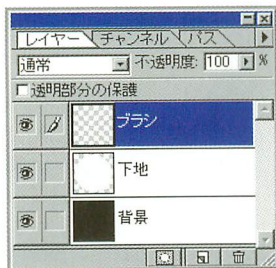 レイヤー チャンネル パス
通常 不透明度: 100 %
透明部分の保護
ブラシ
下地
背景